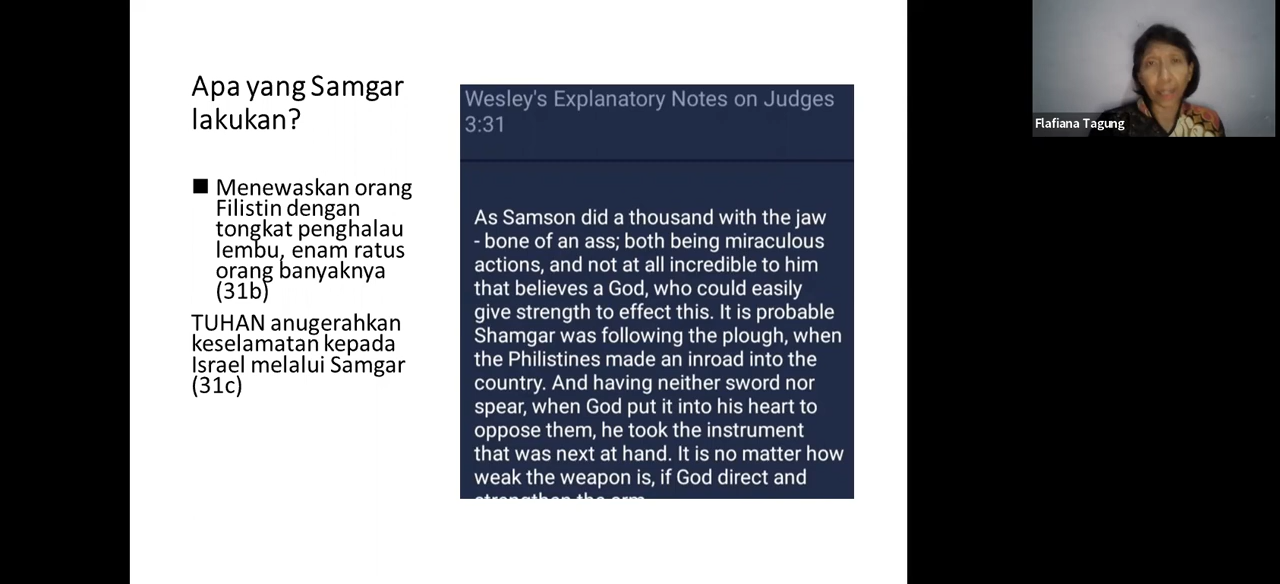 Apa yang Samgar
lakukan?
■ Menewaskan orang
Filistin dengan
tongkat penghalau
lembu, enam ratus
orang banyaknya
(31b)
TUHAN anugerahkan
keselamatan kepada
Israel melalui Samgar
(31c)
Wesley's Explanatory Notes on Judges
3:31
As Samson did a thousand with the jaw
- bone of an ass; both being miraculous
actions, and not at all incredible to him
that believes a God, who could easily
give strength to effect this. It is probable
Shamgar was following the plough, when
the Philistines made an inroad into the
country. And having neither sword nor
spear, when God put it into his heart to
oppose them, he took the instrument
that was next at hand. It is no matter how
weak the weapon is, if God direct and
strengthen the arm.
Flafiana Tagung